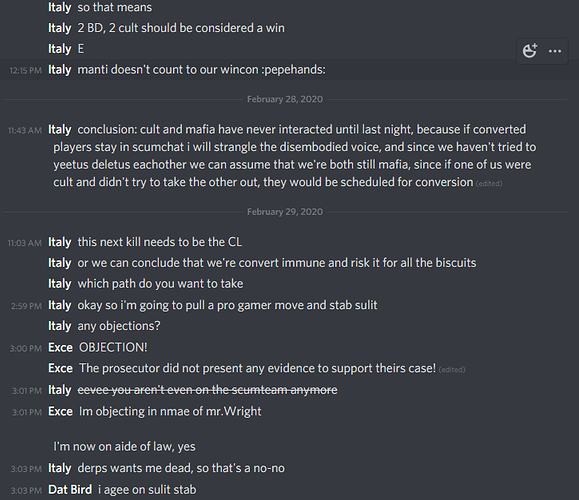 Italy so that means
Italy 2 BD, 2 cult should be considered a win
Italy E
12:15 PM Italy manti doesn't count to our wincon :pepehands:
February 28, 2020
11:43 AM Italy conclusion: cult and mafia have never interacted until last night, because if converted
players stay in scumchat i will strangle the disembodied voice, and since we haven't tried to
yeetus deletus eachother we can assume that we're both still mafia, since if one of us were
cult and didn't try to take the other out, they would be scheduled for conversion (edited)
February 29, 2020
11:03 AM Italy this next kill needs to be the CL
Italy or we can conclude that we're convert immune and risk it for all the biscuits
Italy which path do you want to take
2:59 PM Italy okay so i'm going to pull a pro gamer move and stab sulit
Italy any objections?
3:00 PM Exce OBJECTION!
Exce The prosecutor did not present any evidence to support theirs case! (edited)
3:01 PM Italy eevee you aren't even on the scumteam anymore
3:01 PM Exce Im objecting in nmae of mr.Wright
I'm now on aide of law, yes
3:03 PM Italy derps wants me dead, so that's a no-no
3:03 PM Dat Bird i agee on sulit stab